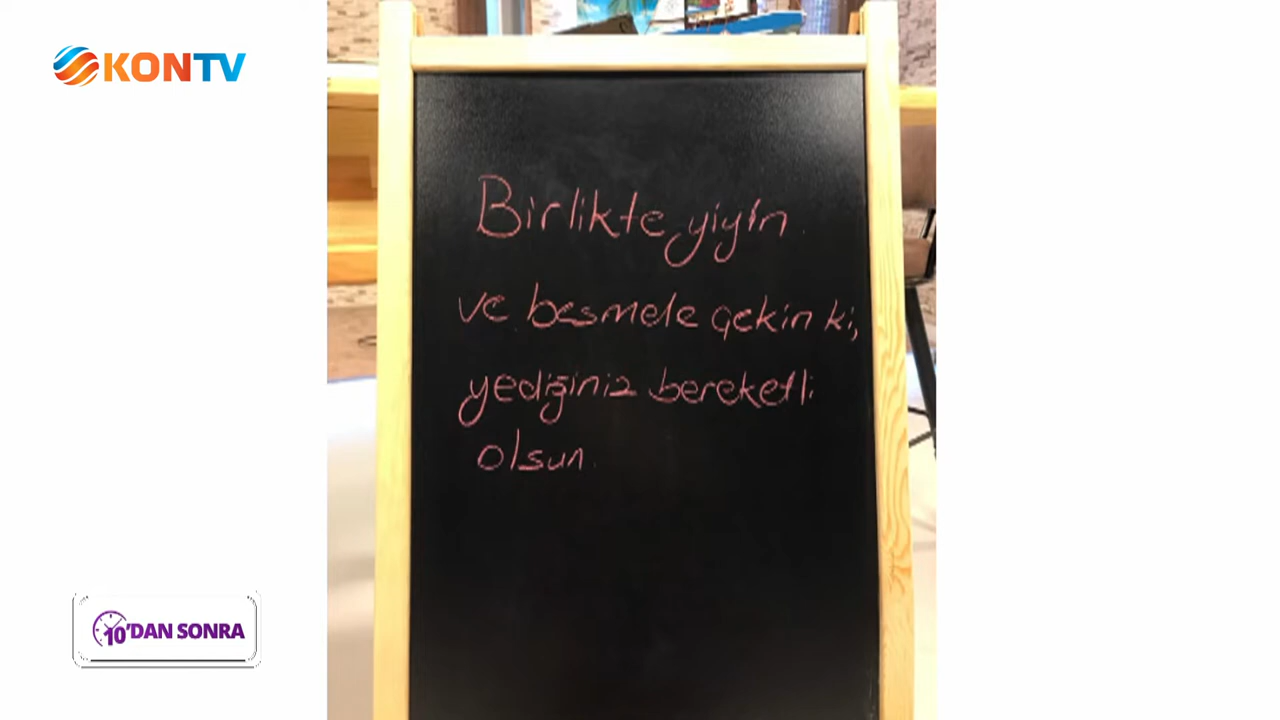 KONTV
Birlikte yiyin
ve besmele çekin ki,
yediğiniz bereketli
olsun.
10'DAN SONRA